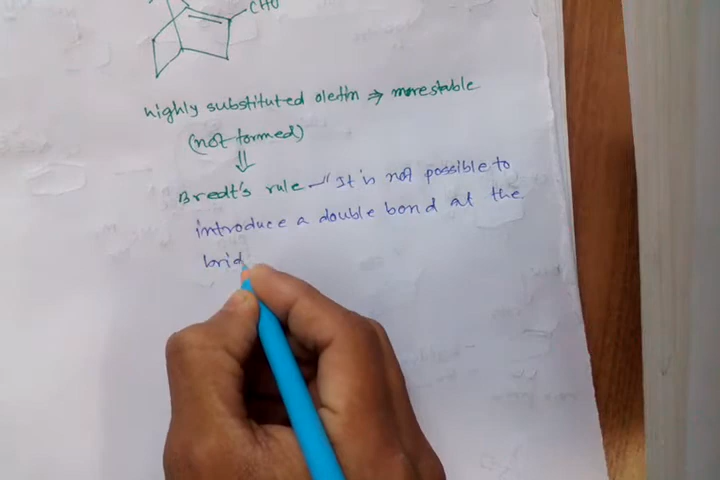 CHO
highly substituted olefin ⇒ more stable
(not formed)
⇓
Bredt's rule — "It is not possible to
introduce a double bond at the
brid